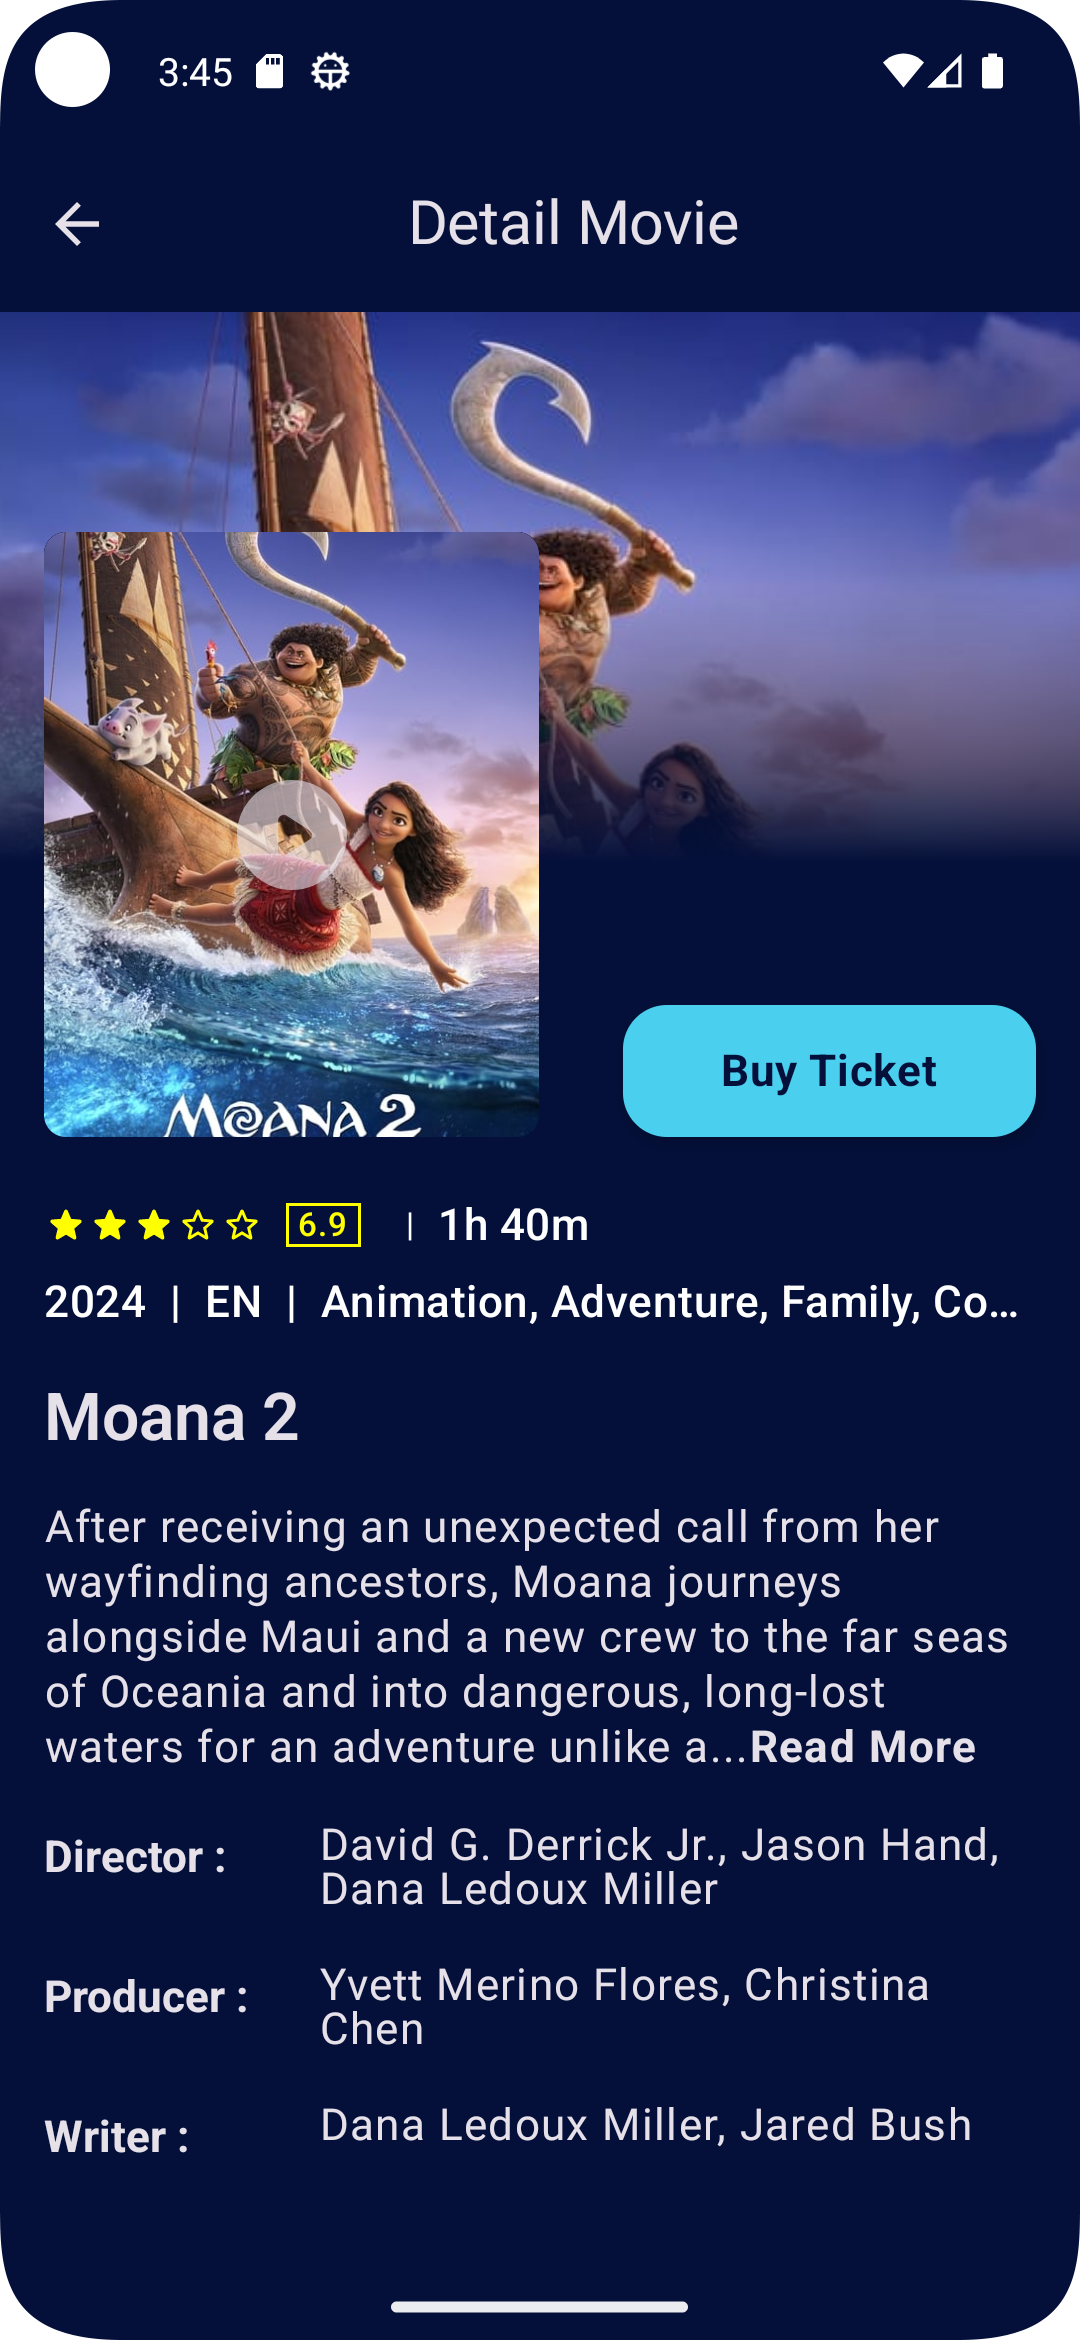 3:45
Detail Movie
MOANA 2
Buy Ticket
6.9 | 1h 40m
2024 | EN | Animation, Adventure, Family, Co...
Moana 2
After receiving an unexpected call from her
wayfinding ancestors, Moana journeys
alongside Maui and a new crew to the far seas
of Oceania and into dangerous, long-lost
waters for an adventure unlike a...Read More
Director : David G. Derrick Jr., Jason Hand,
Dana Ledoux Miller
Producer : Yvett Merino Flores, Christina
Chen
Writer : Dana Ledoux Miller, Jared Bush